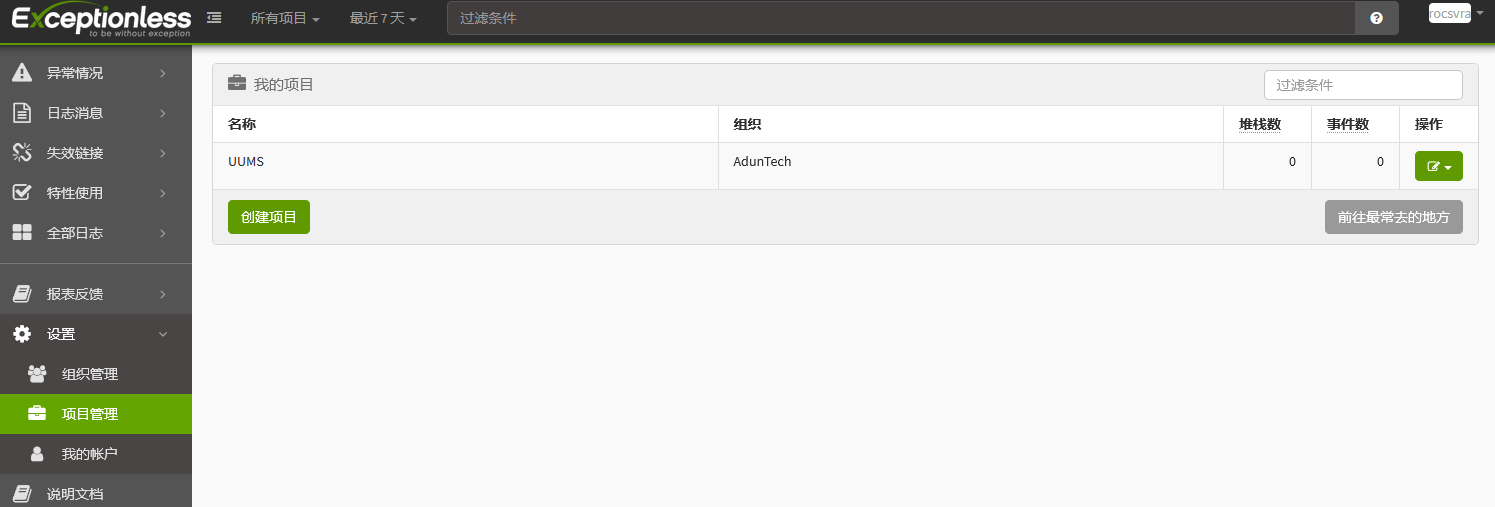 Exceptionless
to be without exception
所有项目
最近 7 天
过滤条件
rocsvra
异常情况
日志消息
失效链接
特性使用
全部日志
报表反馈
设置
组织管理
项目管理
我的帐户
说明文档
我的项目
过滤条件
名称 组织 堆栈数 事件数 操作
UUMS AdunTech 0 0
创建项目
前往最常去的地方